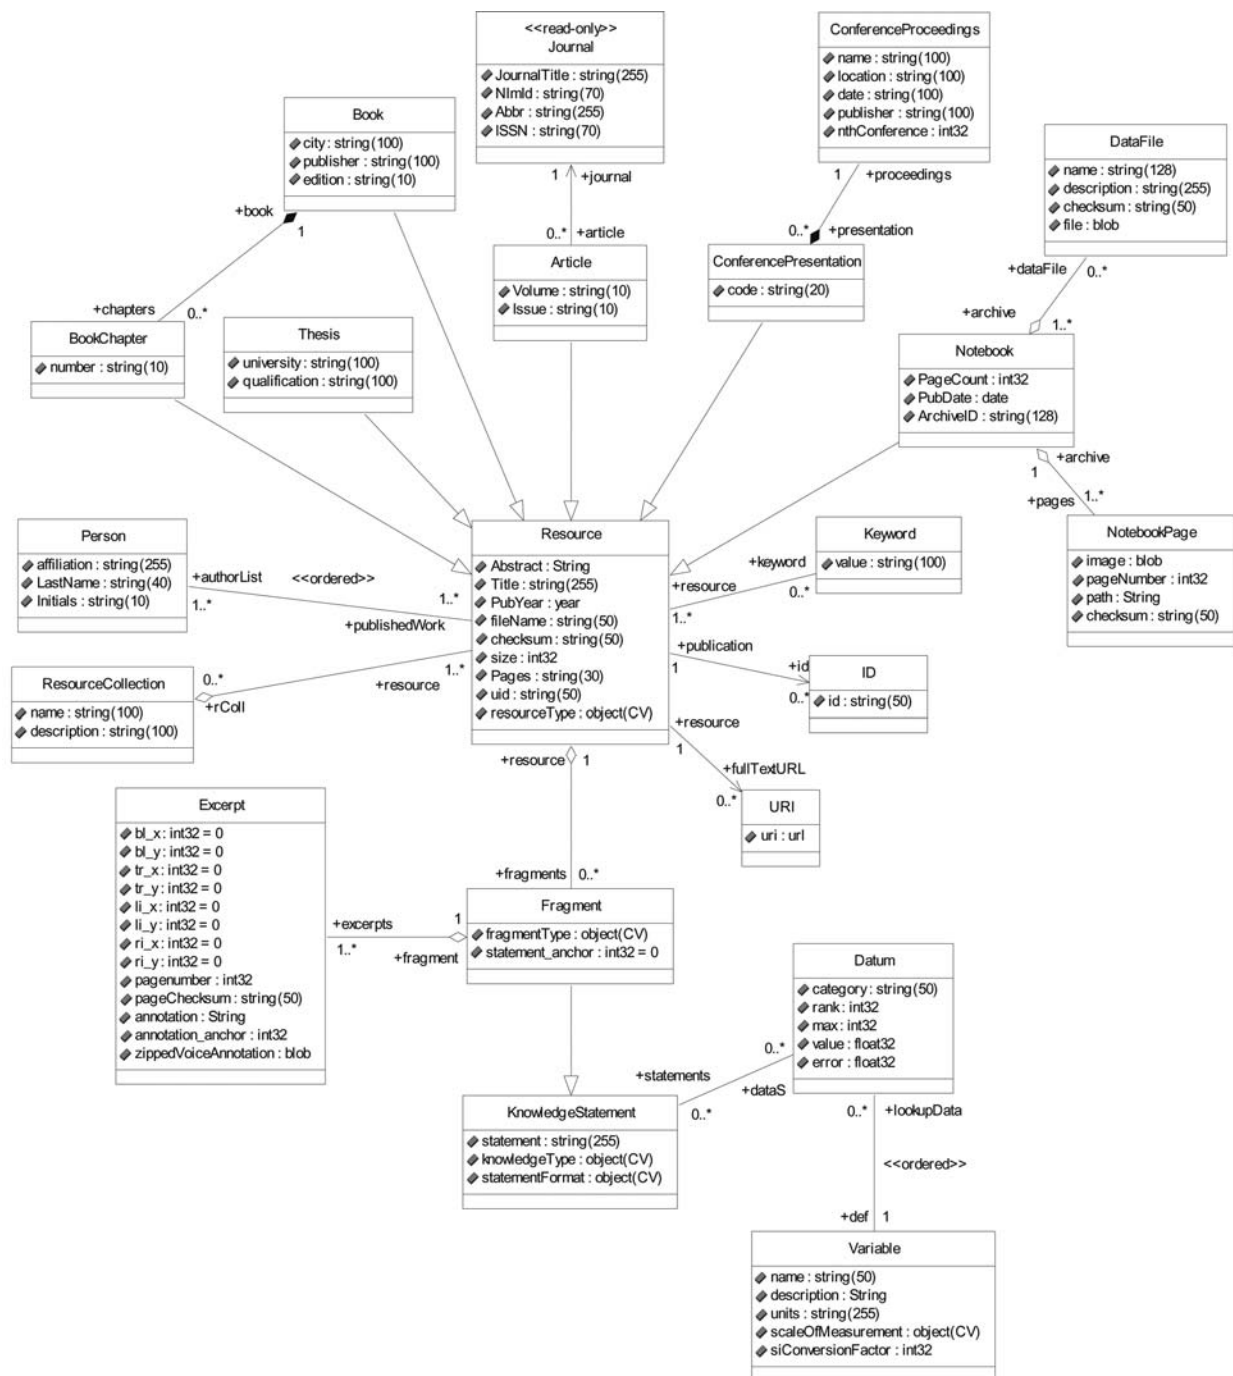 <<read-only>>
Journal
JournalTitle : string(255)
NlmId : string(70)
Abbr : string(255)
ISSN : string(70)
1
+journal
0..*
+article
ConferenceProceedings
name : string(100)
location : string(100)
date : string(100)
publisher : string(100)
nthConference : int32
1
+proceedings
0..*
+presentation
Book
city : string(100)
publisher : string(100)
edition : string(10)
+book
1
+chapters
0..*
DataFile
name : string(128)
description : string(255)
checksum : string(50)
file : blob
+dataFile
0..*
+archive
1..*
Article
Volume : string(10)
Issue : string(10)
ConferencePresentation
code : string(20)
BookChapter
number : string(10)
Thesis
university : string(100)
qualification : string(100)
Notebook
PageCount : int32
PubDate : date
ArchiveID : string(128)
+archive
1
+pages
1..*
NotebookPage
image : blob
pageNumber : int32
path : String
checksum : string(50)
Person
affiliation : string(255)
LastName : string(40)
Initials : string(10)
+authorList
<<ordered>>
1..*
1..*
+publishedWork
Resource
Abstract : String
Title : string(255)
PubYear : year
fileName : string(50)
checksum : string(50)
size : int32
Pages : string(30)
uid : string(50)
resourceType : object(CV)
Keyword
value : string(100)
+keyword
+resource
0..*
1..*
+publication
1
+id
0..*
ID
id : string(50)
ResourceCollection
name : string(100)
description : string(100)
0..*
+rColl
1..*
+resource
+resource
1
+fullTextURL
0..*
URI
uri : url
+resource
1
+fragments
0..*
Excerpt
bl_x : int32 = 0
bl_y : int32 = 0
tr_x : int32 = 0
tr_y : int32 = 0
li_x : int32 = 0
li_y : int32 = 0
ri_x : int32 = 0
ri_y : int32 = 0
pagenumber : int32
pageChecksum : string(50)
annotation : String
annotation_anchor : int32
zippedVoiceAnnotation : blob
+excerpts
1
1..*
+fragment
Fragment
fragmentType : object(CV)
statement_anchor : int32 = 0
Datum
category : string(50)
rank : int32
max : int32
value : float32
error : float32
0..*
+statements
+dataS
0..*
KnowledgeStatement
statement : string(255)
knowledgeType : object(CV)
statementFormat : object(CV)
0..*
+lookupData
<<ordered>>
+def
1
Variable
name : string(50)
description : String
units : string(255)
scaleOfMeasurement : object(CV)
siConversionFactor : int32